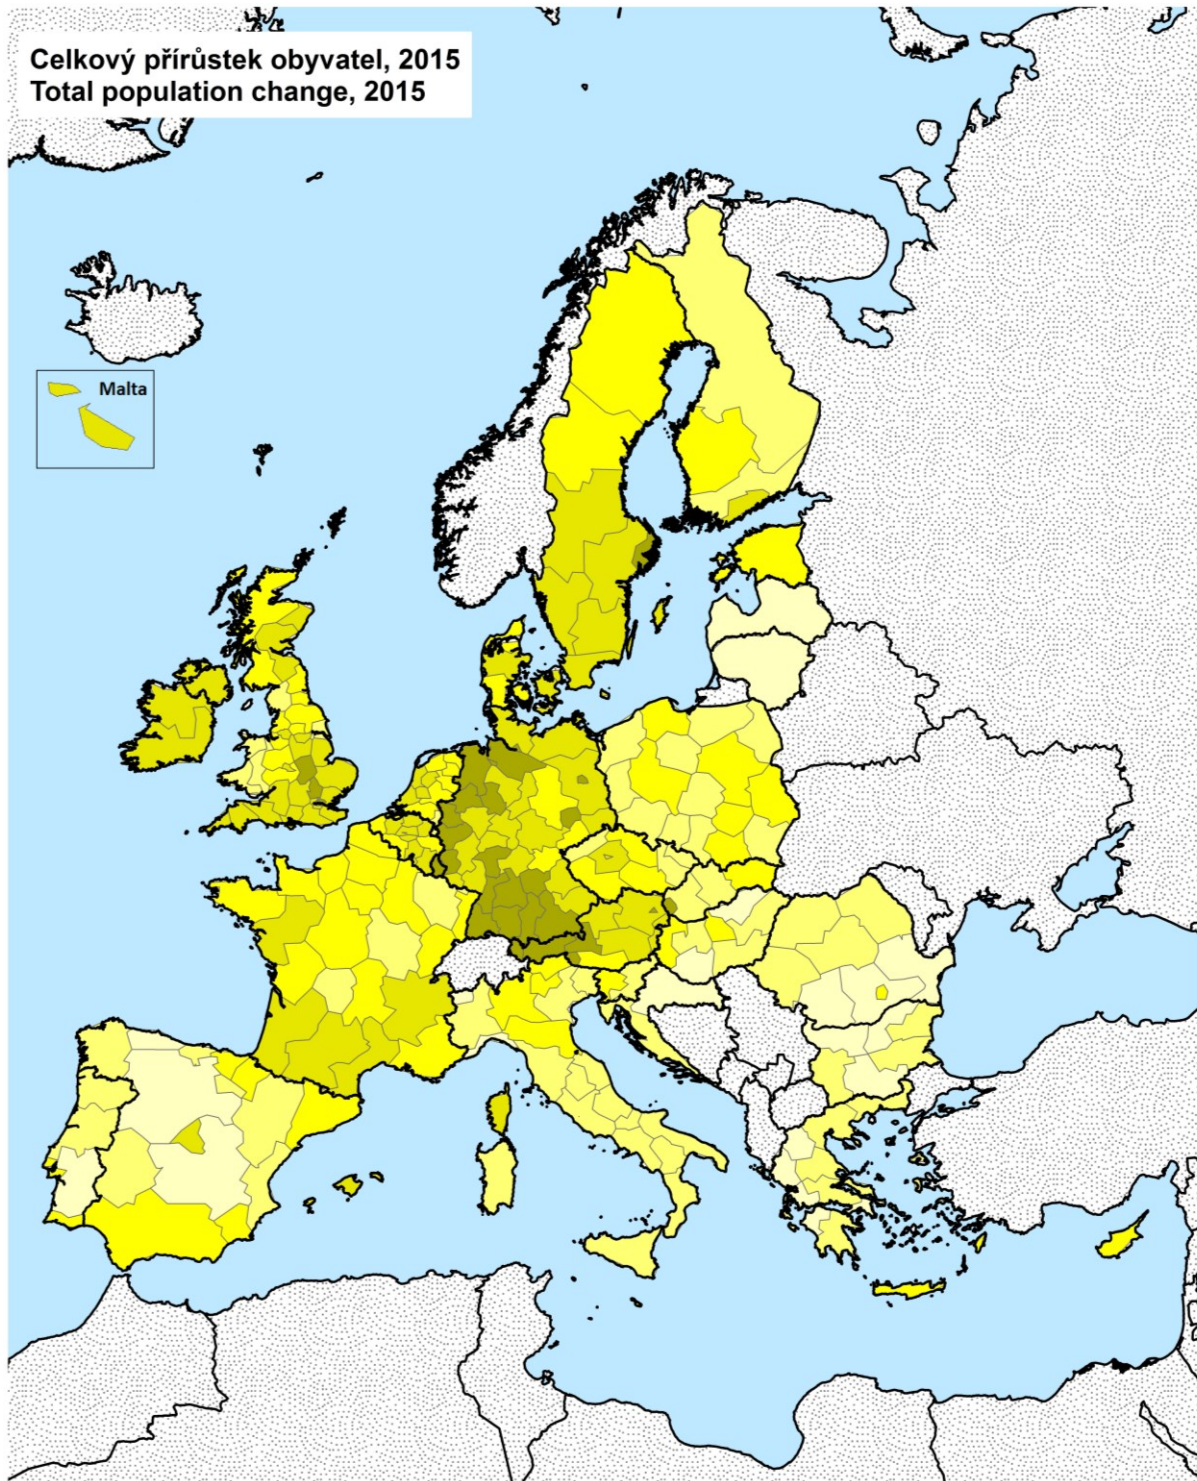 Celkový přírůstek obyvatel, 2015
Total population change, 2015
Malta